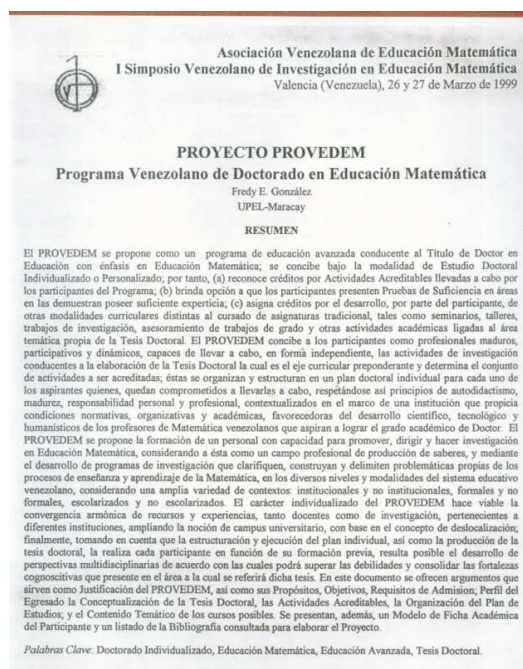 Asociación Venezolana de Educación Matemática
I Simposio Venezolano de Investigación en Educación Matemática
Valencia (Venezuela), 26 y 27 de Marzo de 1999
PROYECTO PROVEDEM
Programa Venezolano de Doctorado en Educación Matemática
Fredy E. González
UPEL-Maracay
RESUMEN
El PROVEDEM se propone como un programa de educación avanzada conducente al Título de Doctor en
Educación con énfasis en Educación Matemática; se concibe bajo la modalidad de Estudio Doctoral
Individualizado o Personalizado; por tanto, (a) reconoce créditos por Actividades Acreditables llevadas a cabo por
los participantes del Programa; (b) brinda opción a que los participantes presenten Pruebas de Suficiencia en áreas
en las demuestran poseer suficiente experticia; (c) asigna créditos por el desarrollo, por parte del participante, de
otras modalidades curriculares distintas al cursado de asignaturas tradicional, tales como seminarios, talleres,
trabajos de investigación, asesoramiento de trabajos de grado y otras actividades académicas ligadas al área
temática propia de la Tesis Doctoral. El PROVEDEM concibe a los participantes como profesionales maduros,
participativos y dinámicos, capaces de llevar a cabo, en forma independiente, las actividades de investigación
conducentes a la elaboración de la Tesis Doctoral la cual es el eje curricular preponderante y determina el conjunto
de actividades a ser acreditadas; éstas se organizan y estructuran en un plan doctoral individual para cada uno de
los aspirantes quienes, quedan comprometidos a llevarlas a cabo, respetándose así principios de autodidactismo,
madurez, responsabilidad personal y profesional, contextualizados en el marco de una institución que propicia
condiciones normativas, organizativas y académicas, favorecedoras del desarrollo científico, tecnológico y
humanísticos de los profesores de Matemática venezolanos que aspiran a lograr el grado académico de Doctor. El
PROVEDEM se propone la formación de un personal con capacidad para promover, dirigir y hacer investigación
en Educación Matemática, considerando a ésta como un campo profesional de producción de saberes, y mediante
el desarrollo de programas de investigación que clarifiquen, construyan y delimiten problemáticas propias de los
procesos de enseñanza y aprendizaje de la Matemática, en los diversos niveles y modalidades del sistema educativo
venezolano, considerando una amplia variedad de contextos: institucionales y no institucionales, formales y no
formales, escolarizados y no escolarizados. El carácter individualizado del PROVEDEM hace viable la
convergencia armónica de recursos y experiencias, tanto docentes como de investigación, pertenecientes a
diferentes instituciones, ampliando la noción de campus universitario, con base en el concepto de deslocalización;
finalmente, tomando en cuenta que la estructuración y ejecución del plan individual, así como la producción de la
tesis doctoral, la realiza cada participante en función de su formación previa, resulta posible el desarrollo de
perspectivas multidisciplinarias de acuerdo con las cuales podrá superar las debilidades y consolidar las fortalezas
cognoscitivas que presente en el área a la cual se referirá dicha tesis. En este documento se ofrecen argumentos que
sirven como Justificación del PROVEDEM, así como sus Propósitos, Objetivos, Requisitos de Admision; Perfil del
Egresado la Conceptualización de la Tesis Doctoral, las Actividades Acreditables, la Organización del Plan de
Estudios; y el Contenido Temático de los cursos posibles. Se presentan, además, un Modelo de Ficha Académica
del Participante y un listado de la Bibliografía consultada para elaborar el Proyecto.
Palabras Clave: Doctorado Individualizado, Educación Matemática, Educación Avanzada, Tesis Doctoral.